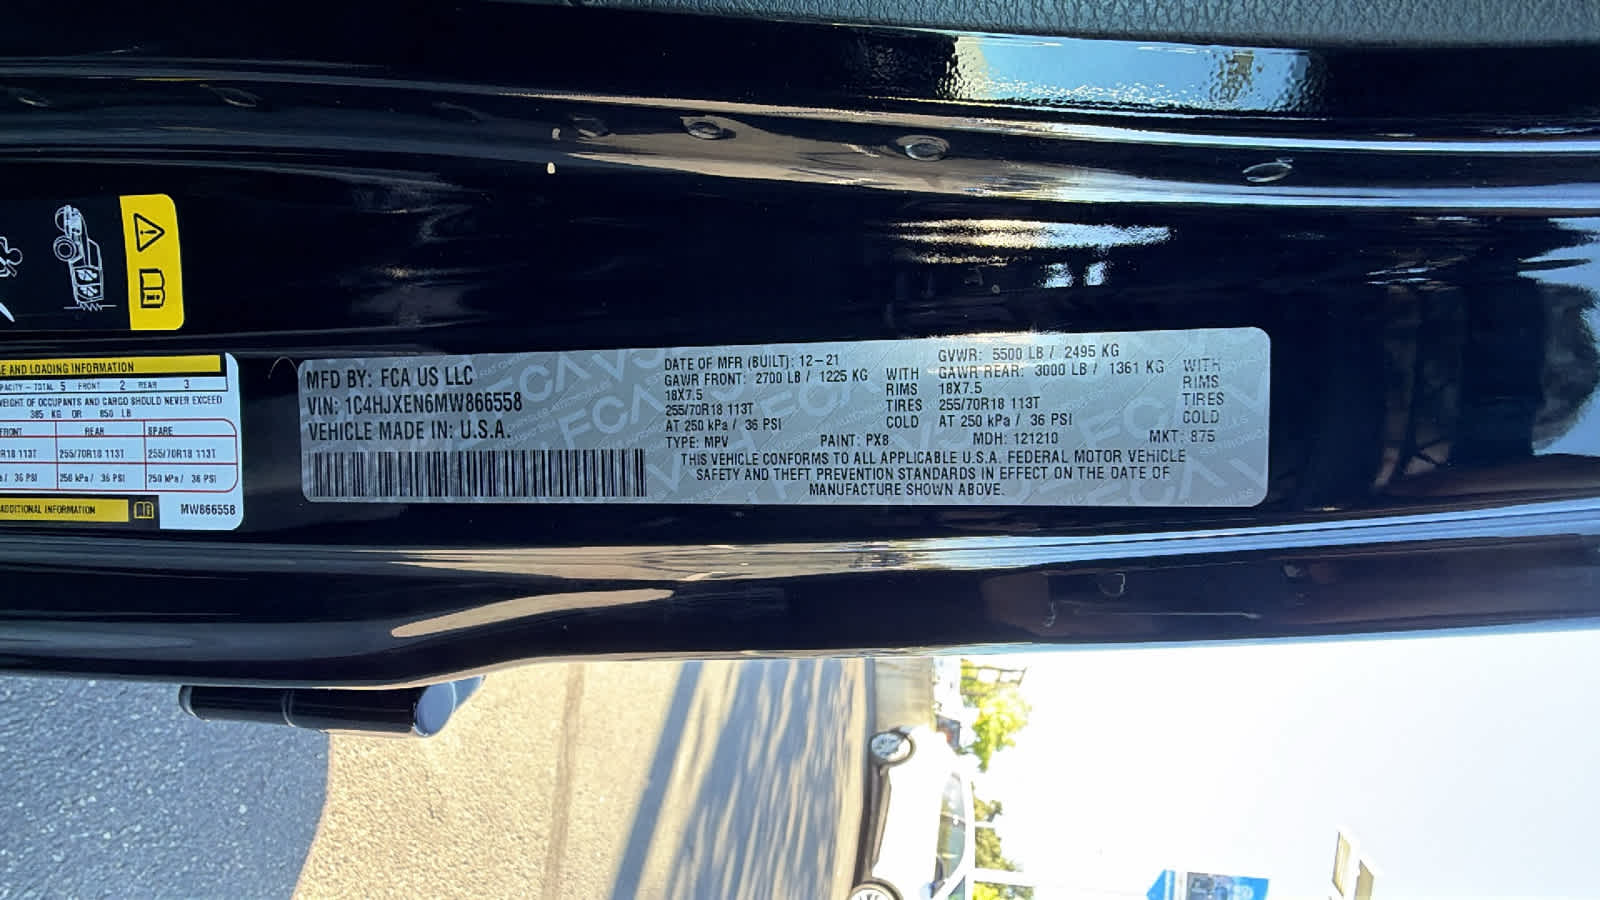 E AND LOADING INFORMATION
PACITY - TOTAL 5 FRONT 2 REAR 3
WEIGHT OF OCCUPANTS AND CARGO SHOULD NEVER EXCEED
385 KG OR 850 LB
FRONT REAR SPARE
R18 113T 255/70R18 113T 255/70R18 113T
a / 36 PSI 250 kPa / 36 PSI 250 kPa / 36 PSI
ADDITIONAL INFORMATION
MW866558
MFD BY: FCA US LLC
VIN: 1C4HJXEN6MW866558
VEHICLE MADE IN: U.S.A.
DATE OF MFR (BUILT): 12-21 GVWR: 5500 LB / 2495 KG
GAWR FRONT: 2700 LB / 1225 KG WITH GAWR REAR: 3000 LB / 1361 KG WITH
18X7.5 RIMS 18X7.5 RIMS
255/70R18 113T TIRES 255/70R18 113T TIRES
AT 250 kPa / 36 PSI COLD AT 250 kPa / 36 PSI COLD
TYPE: MPV PAINT: PX8 MDH: 121210 MKT: 875
THIS VEHICLE CONFORMS TO ALL APPLICABLE U.S.A. FEDERAL MOTOR VEHICLE
SAFETY AND THEFT PREVENTION STANDARDS IN EFFECT ON THE DATE OF
MANUFACTURE SHOWN ABOVE.